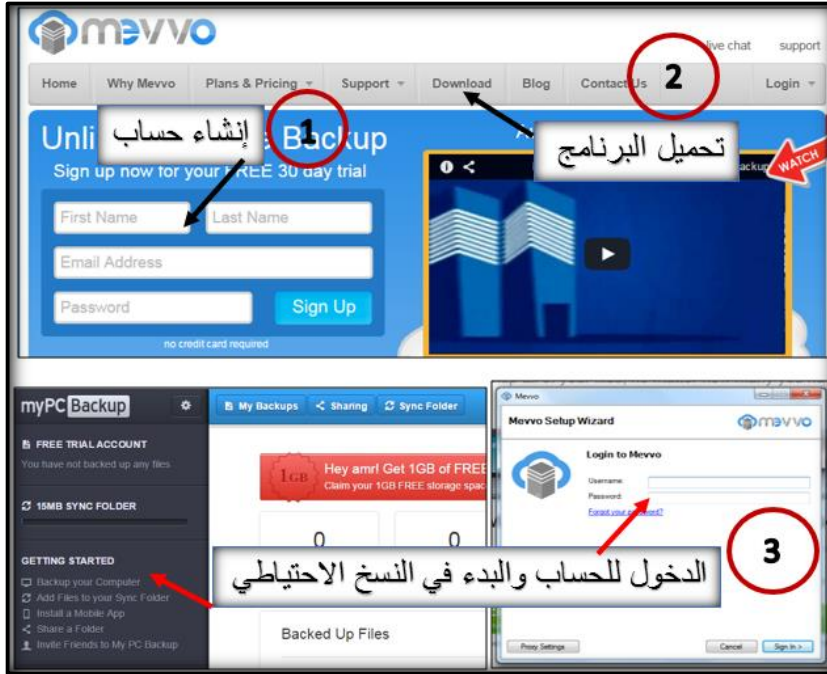 mevvo
live chat support
Home Why Mevvo Plans & Pricing Support Download Blog Contact Us Login
2
Unli Backup
إنشاء حساب
1
تحميل البرنامج
Sign up now for your FREE 30 day trial
WATCH
First Name Last Name
Email Address
Password Sign Up
no credit card required
myPC Backup
My Backups Sharing Sync Folder
FREE TRIAL ACCOUNT
You have not backed up any files
15MB SYNC FOLDER
GETTING STARTED
Backup your Computer
Add Files to your Sync Folder
Install a Mobile App
Share a Folder
Invite Friends to My PC Backup
1GB
Hey amr! Get 1GB of FREE
Claim your 1GB FREE storage spac
0 0
Backed Up Files
Mevvo
Mevvo Setup Wizard mevvo
Login to Mevvo
Username:
Password:
Forgot your password?
3
الدخول للحساب والبدء في النسخ الاحتياطي
Proxy Settings Cancel Sign In >